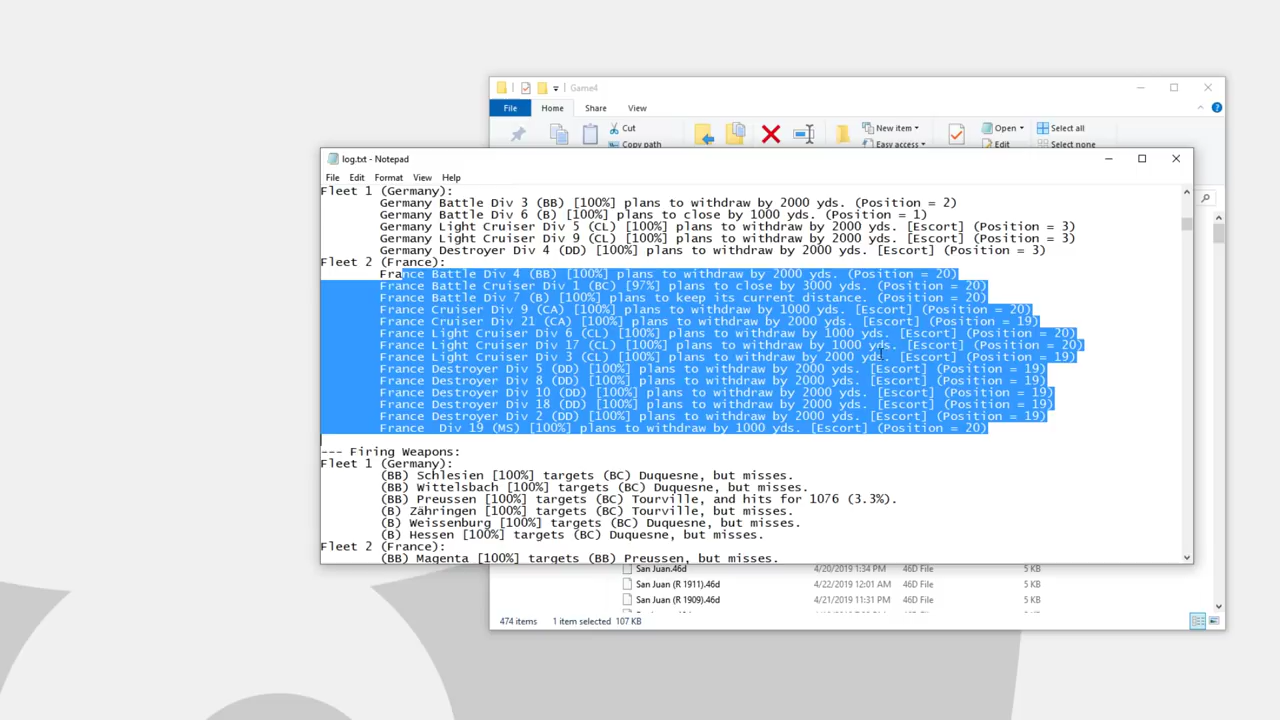 Game4
File Home Share View
Cut
Copy path
New item
Easy access
Open
Edit
Select all
Select none
log.txt - Notepad
File Edit Format View Help
Fleet 1 (Germany):
Germany Battle Div 3 (BB) [100%] plans to withdraw by 2000 yds. (Position = 2)
Germany Battle Div 6 (B) [100%] plans to close by 1000 yds. (Position = 1)
Germany Light Cruiser Div 5 (CL) [100%] plans to withdraw by 2000 yds. [Escort] (Position = 3)
Germany Light Cruiser Div 9 (CL) [100%] plans to withdraw by 2000 yds. [Escort] (Position = 3)
Germany Destroyer Div 4 (DD) [100%] plans to withdraw by 2000 yds. [Escort] (Position = 3)
Fleet 2 (France):
France Battle Div 4 (BB) [100%] plans to withdraw by 2000 yds. (Position = 20)
France Battle Cruiser Div 1 (BC) [97%] plans to close by 3000 yds. (Position = 20)
France Battle Div 7 (B) [100%] plans to keep its current distance. (Position = 20)
France Cruiser Div 9 (CA) [100%] plans to withdraw by 1000 yds. [Escort] (Position = 20)
France Cruiser Div 21 (CA) [100%] plans to withdraw by 2000 yds. [Escort] (Position = 19)
France Light Cruiser Div 6 (CL) [100%] plans to withdraw by 1000 yds. [Escort] (Position = 20)
France Light Cruiser Div 17 (CL) [100%] plans to withdraw by 1000 yds. [Escort] (Position = 20)
France Light Cruiser Div 3 (CL) [100%] plans to withdraw by 2000 yds. [Escort] (Position = 19)
France Destroyer Div 5 (DD) [100%] plans to withdraw by 2000 yds. [Escort] (Position = 19)
France Destroyer Div 8 (DD) [100%] plans to withdraw by 2000 yds. [Escort] (Position = 19)
France Destroyer Div 10 (DD) [100%] plans to withdraw by 2000 yds. [Escort] (Position = 19)
France Destroyer Div 18 (DD) [100%] plans to withdraw by 2000 yds. [Escort] (Position = 19)
France Destroyer Div 2 (DD) [100%] plans to withdraw by 2000 yds. [Escort] (Position = 19)
France  Div 19 (MS) [100%] plans to withdraw by 1000 yds. [Escort] (Position = 20)
--- Firing Weapons:
Fleet 1 (Germany):
(BB) Schlesien [100%] targets (BC) Duquesne, but misses.
(BB) Wittelsbach [100%] targets (BC) Duquesne, but misses.
(BB) Preussen [100%] targets (BC) Tourville, and hits for 1076 (3.3%).
(B) Zähringen [100%] targets (BC) Duquesne, but misses.
(B) Weissenburg [100%] targets (BC) Duquesne, but misses.
(B) Hessen [100%] targets (BC) Duquesne, but misses.
Fleet 2 (France):
(BB) Magenta [100%] targets (BB) Preussen, but misses.
San Juan.46d 4/20/2019 1:34 PM 46D File 5 KB
San Juan (R 1911).46d 4/22/2019 12:01 AM 46D File 5 KB
San Juan (R 1909).46d 4/21/2019 11:31 PM 46D File 5 KB
474 items 1 item selected 107 KB